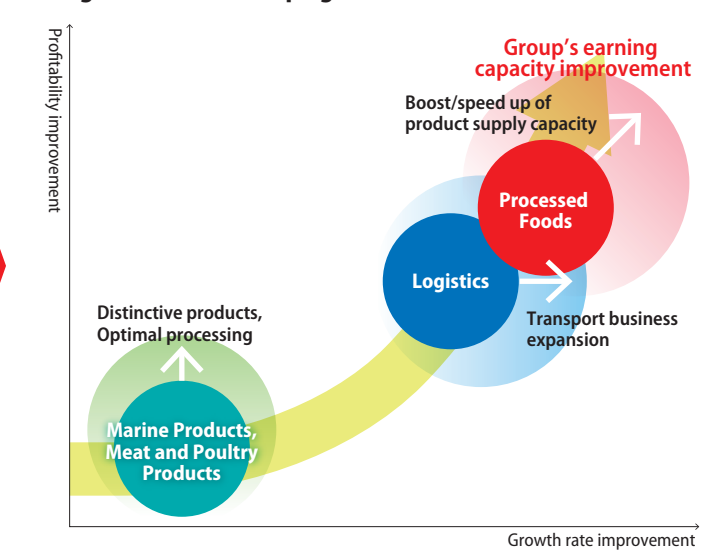 Group's earning
capacity improvement
Boost/speed up of
product supply capacity
Profitability improvement
Processed
Foods
Logistics
Transport business
expansion
Distinctive products,
Optimal processing
Marine Products,
Meat and Poultry
Products
Growth rate improvement